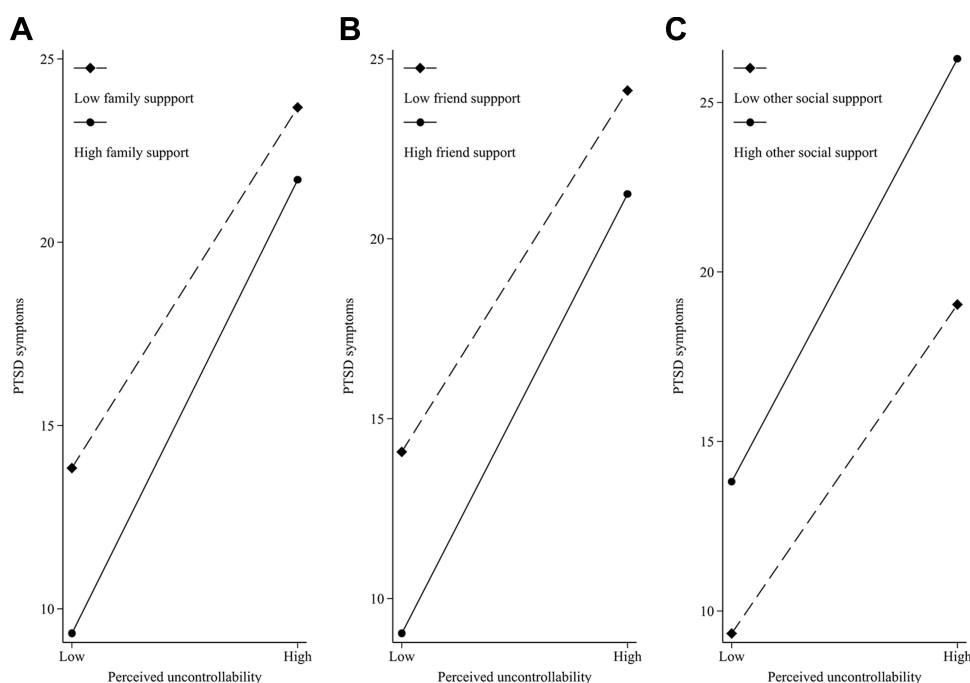 A
25
20
15
10
PTSD symptoms
Low family suppport
High family support
Low
High
Perceived uncontrollability
B
25
20
15
10
PTSD symptoms
Low friend suppport
High friend support
Low
High
Perceived uncontrollability
C
25
20
15
10
PTSD symptoms
Low other social suppport
High other social support
Low
High
Perceived uncontrollability